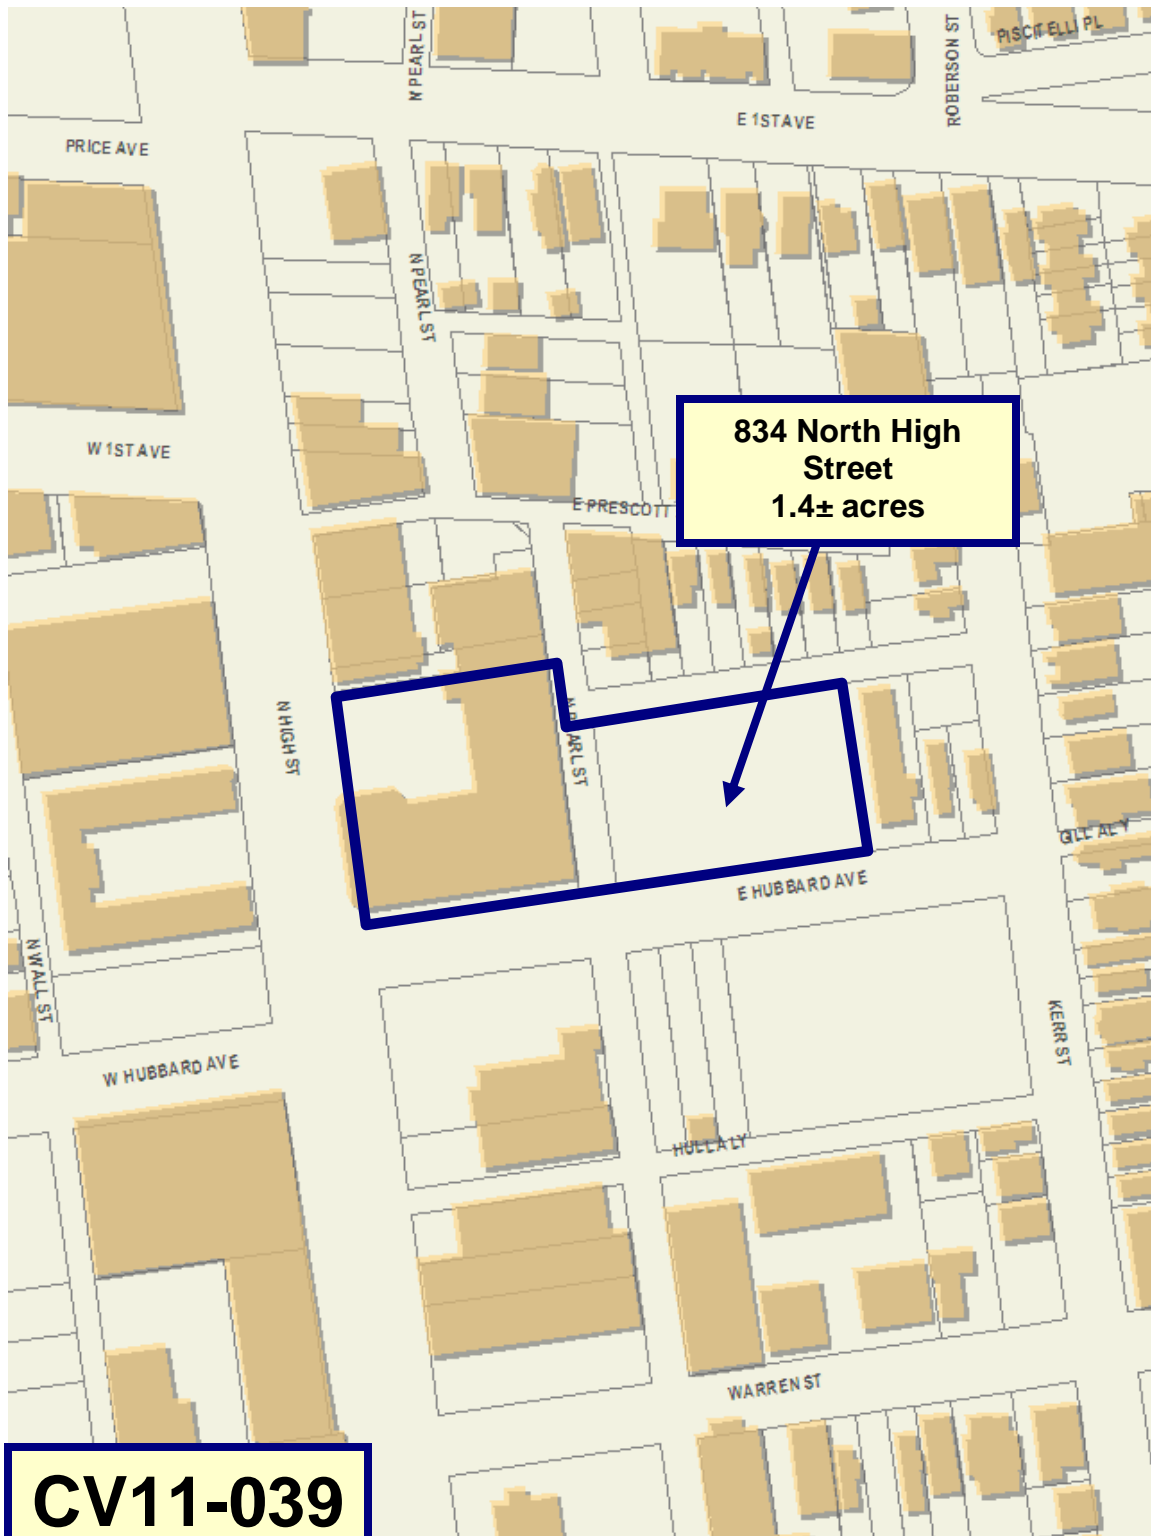 N PEARL ST
ROBERSON ST
PISCITELLI PL
E 1ST AVE
PRICE AVE
N PEARL ST
834 North High
Street
1.4± acres
W 1ST AVE
E PRESCOTT
N HIGH ST
N PEARL ST
GILL ALY
E HUBBARD AVE
N WALL ST
KERR ST
W HUBBARD AVE
HULL ALY
WARREN ST
CV11-039